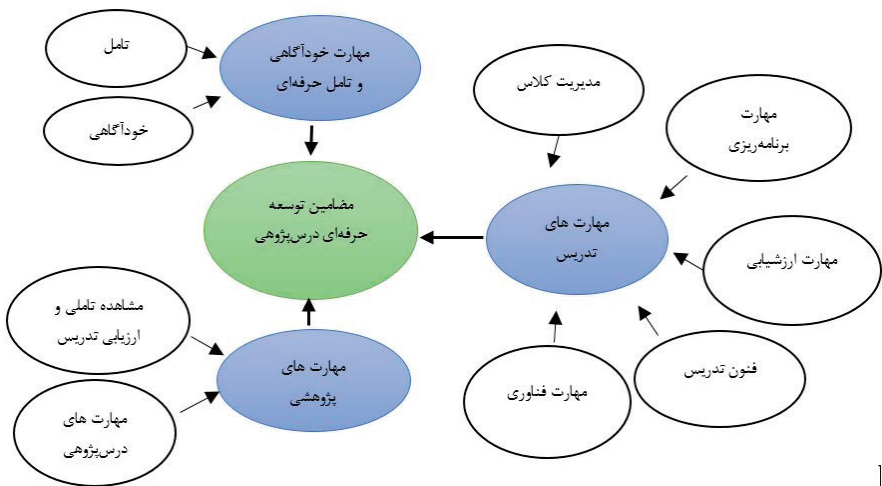 تامل
مهارت خودآگاهی
و تامل حرفه‌ای
خودآگاهی
مدیریت کلاس
مهارت
برنامه‌ریزی
مضامین توسعه
حرفه‌ای درس‌پژوهی
مهارت های
تدریس
مهارت ارزشیابی
مشاهده تاملی و
ارزیابی تدریس
مهارت های
پژوهشی
مهارت فناوری
فنون تدریس
مهارت های
درس‌پژوهی